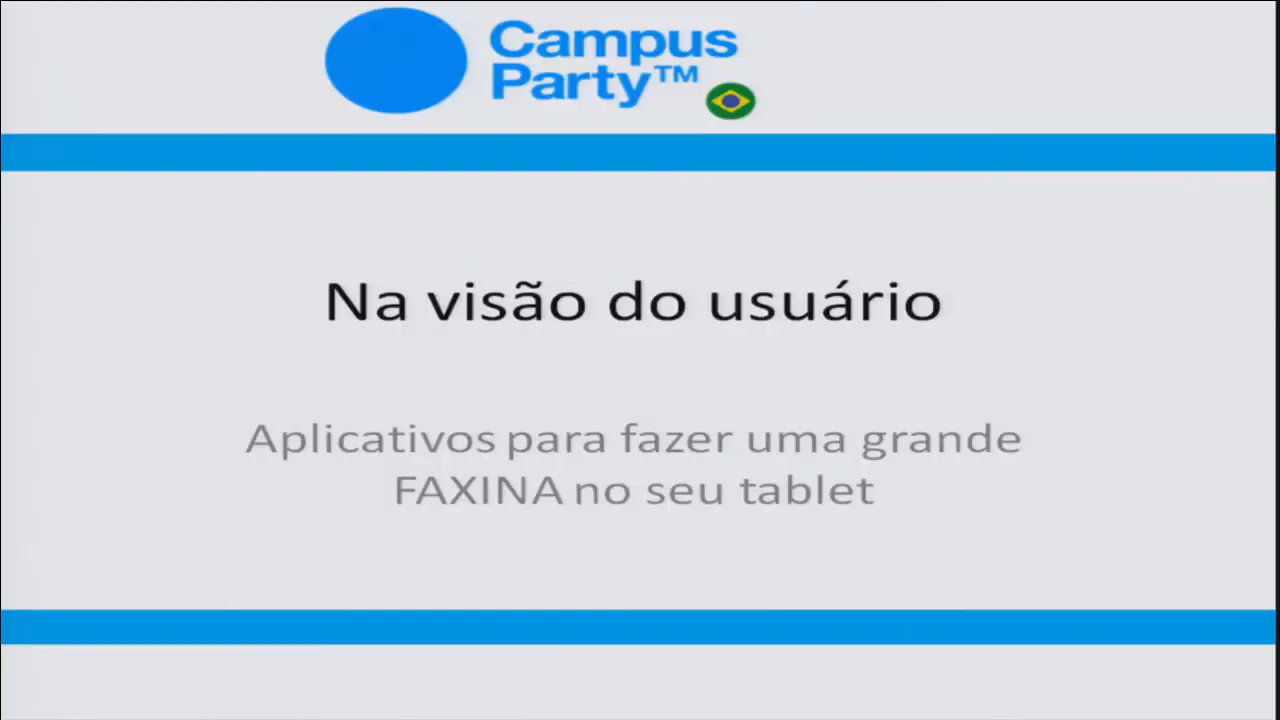 Campus
Party™
Na visão do usuário
Aplicativos para fazer uma grande
FAXINA no seu tablet